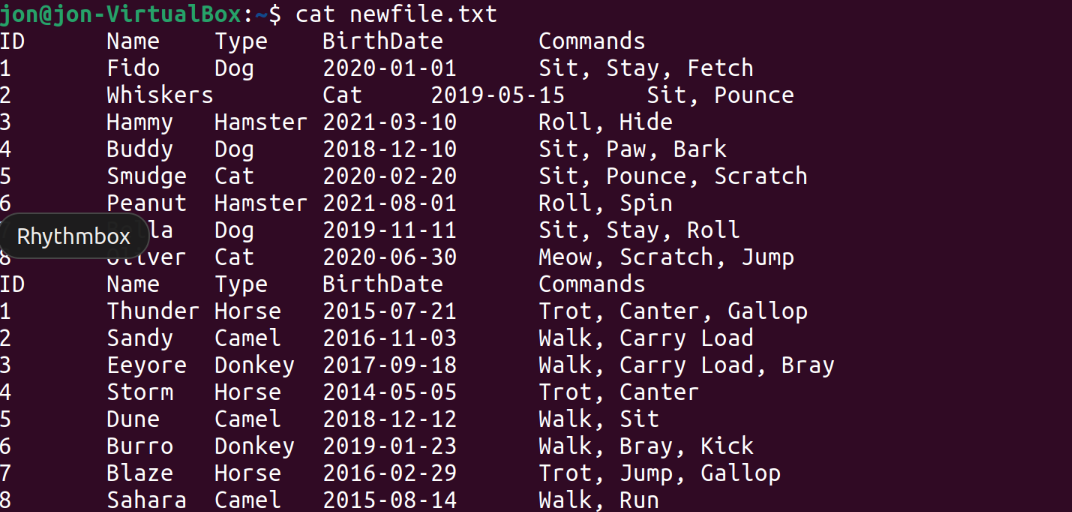 jon@jon-VirtualBox:~$ cat newfile.txt
ID Name Type BirthDate Commands
1 Fido Dog 2020-01-01 Sit, Stay, Fetch
2 Whiskers Cat 2019-05-15 Sit, Pounce
3 Hammy Hamster 2021-03-10 Roll, Hide
4 Buddy Dog 2018-12-10 Sit, Paw, Bark
5 Smudge Cat 2020-02-20 Sit, Pounce, Scratch
6 Peanut Hamster 2021-08-01 Roll, Spin
Dog 2019-11-11 Sit, Stay, Roll
Rhythmbox
8 Oliver Cat 2020-06-30 Meow, Scratch, Jump
ID Name Type BirthDate Commands
1 Thunder Horse 2015-07-21 Trot, Canter, Gallop
2 Sandy Camel 2016-11-03 Walk, Carry Load
3 Eeyore Donkey 2017-09-18 Walk, Carry Load, Bray
4 Storm Horse 2014-05-05 Trot, Canter
5 Dune Camel 2018-12-12 Walk, Sit
6 Burro Donkey 2019-01-23 Walk, Bray, Kick
7 Blaze Horse 2016-02-29 Trot, Jump, Gallop
8 Sahara Camel 2015-08-14 Walk, Run